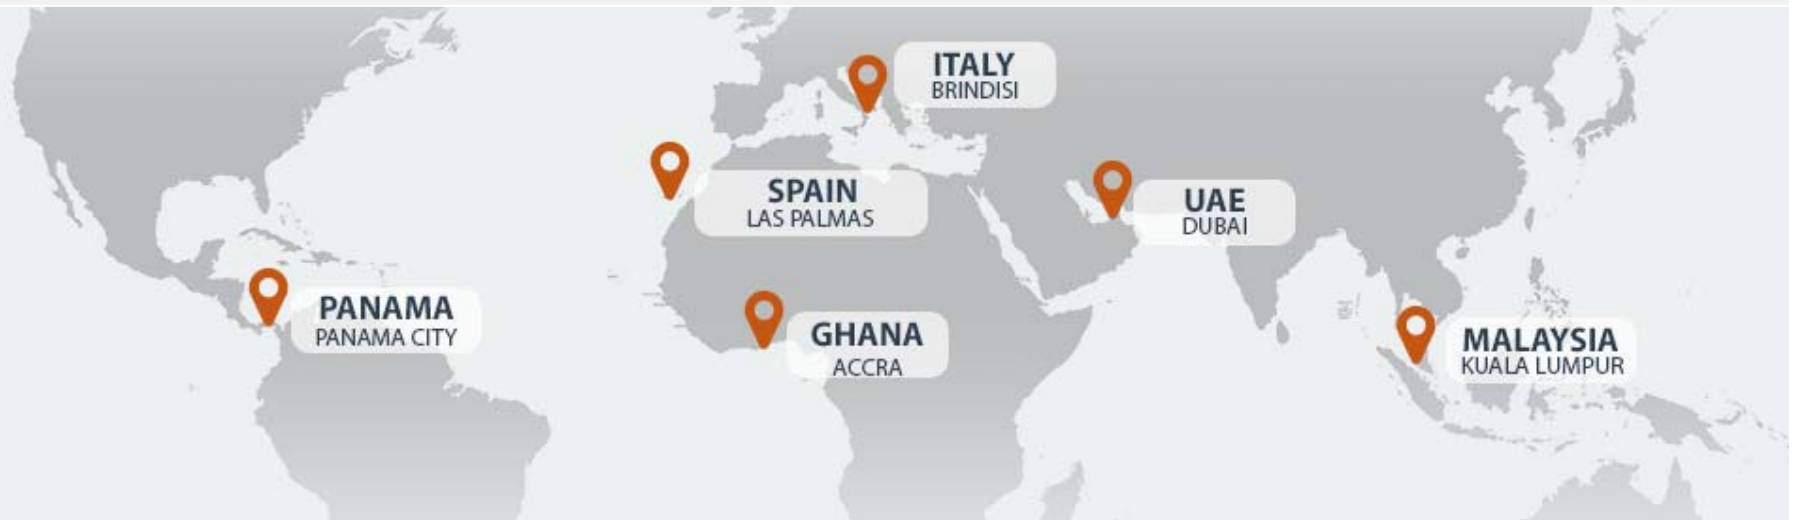 ITALY
BRINDISI
SPAIN
LAS PALMAS
UAE
DUBAI
PANAMA
PANAMA CITY
GHANA
ACCRA
MALAYSIA
KUALA LUMPUR